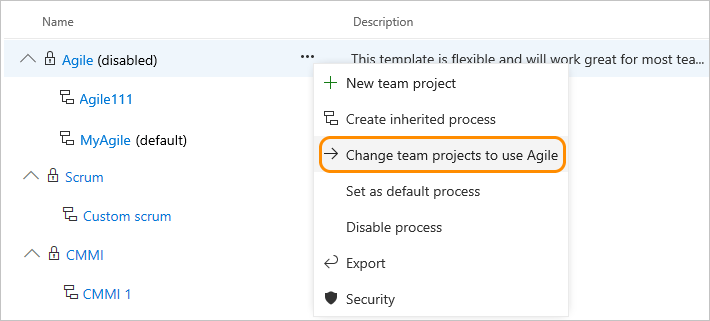 Name Description
Agile (disabled) ••• This template is flexible and will work great for most tea...
New team project
Agile111
Create inherited process
MyAgile (default)
Change team projects to use Agile
Scrum
Set as default process
Custom scrum
Disable process
CMMI
Export
CMMI 1
Security